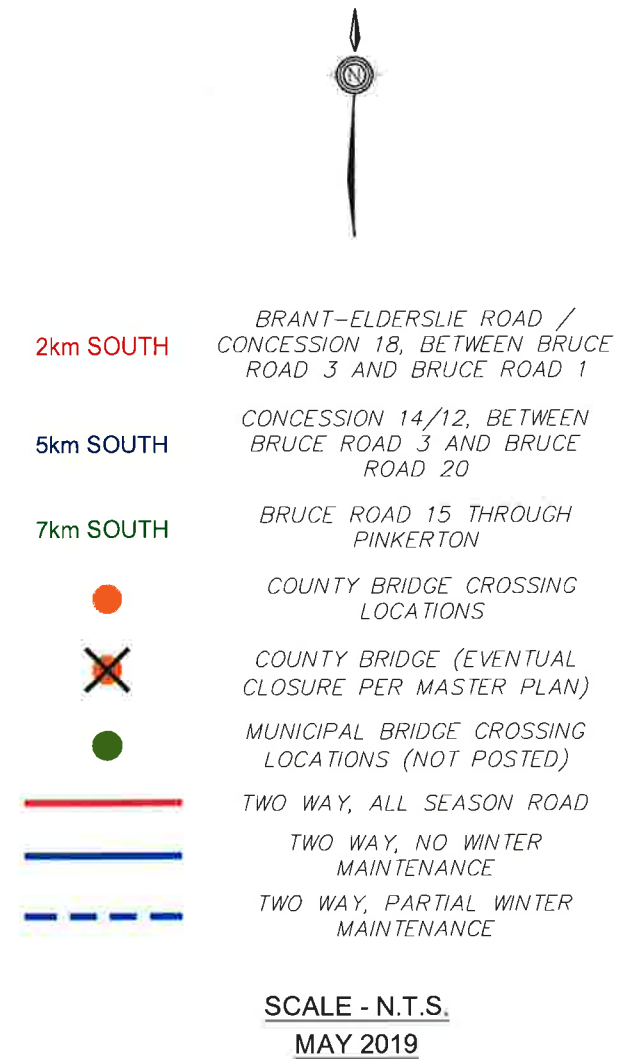 N
BRANT-ELDERSLIE ROAD /
2km SOUTH CONCESSION 18, BETWEEN BRUCE
ROAD 3 AND BRUCE ROAD 1
CONCESSION 14/12, BETWEEN
5km SOUTH BRUCE ROAD 3 AND BRUCE
ROAD 20
7km SOUTH BRUCE ROAD 15 THROUGH
PINKERTON
COUNTY BRIDGE CROSSING
LOCATIONS
COUNTY BRIDGE (EVENTUAL
CLOSURE PER MASTER PLAN)
MUNICIPAL BRIDGE CROSSING
LOCATIONS (NOT POSTED)
TWO WAY, ALL SEASON ROAD
TWO WAY, NO WINTER
MAINTENANCE
TWO WAY, PARTIAL WINTER
MAINTENANCE
SCALE - N.T.S.
MAY 2019